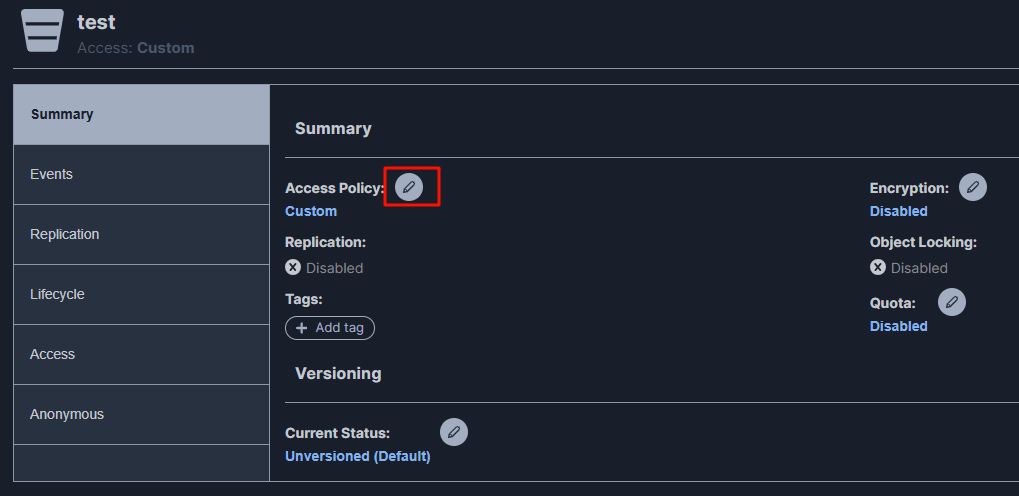 test
Access: Custom
Summary
Events
Replication
Lifecycle
Access
Anonymous
Summary
Access Policy:
Custom
Encryption:
Disabled
Replication:
Disabled
Object Locking:
Disabled
Tags:
+ Add tag
Quota:
Disabled
Versioning
Current Status:
Unversioned (Default)